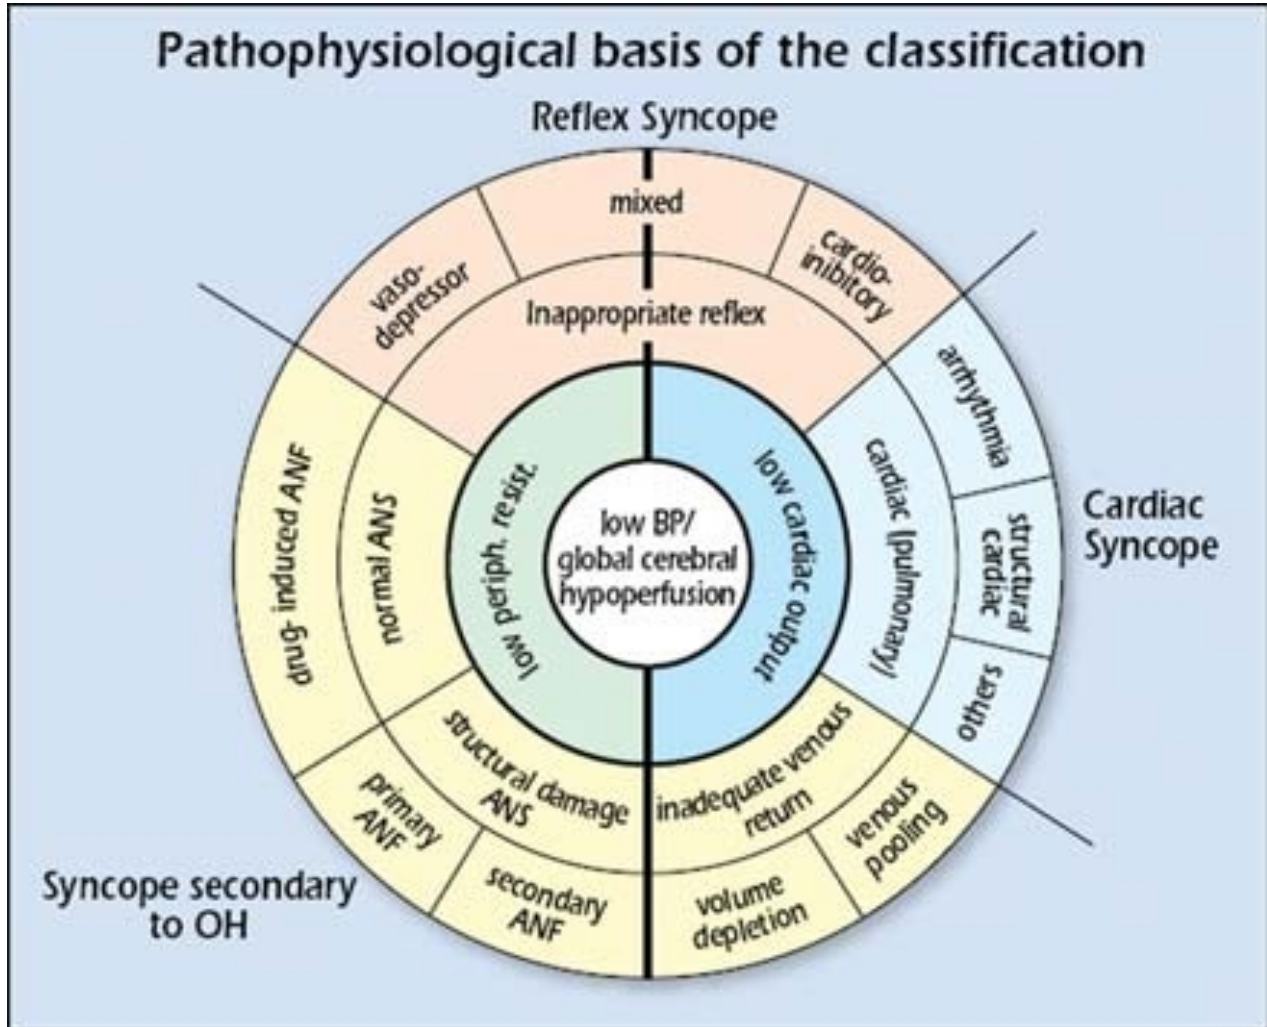 Pathophysiological basis of the classification
Reflex Syncope
mixed
vaso-
depressor
cardio-
inibitory
Inappropriate reflex
arrhythmia
structural
cardiac
others
cardiac (pulmonary)
Cardiac
Syncope
drug- induced ANF
normal ANS
low periph. resist.
low BP/
global cerebral
hypoperfusion
low cardiac output
structural damage
ANS
inadequate venous
return
primary
ANF
secondary
ANF
volume
depletion
venous
pooling
Syncope secondary
to OH